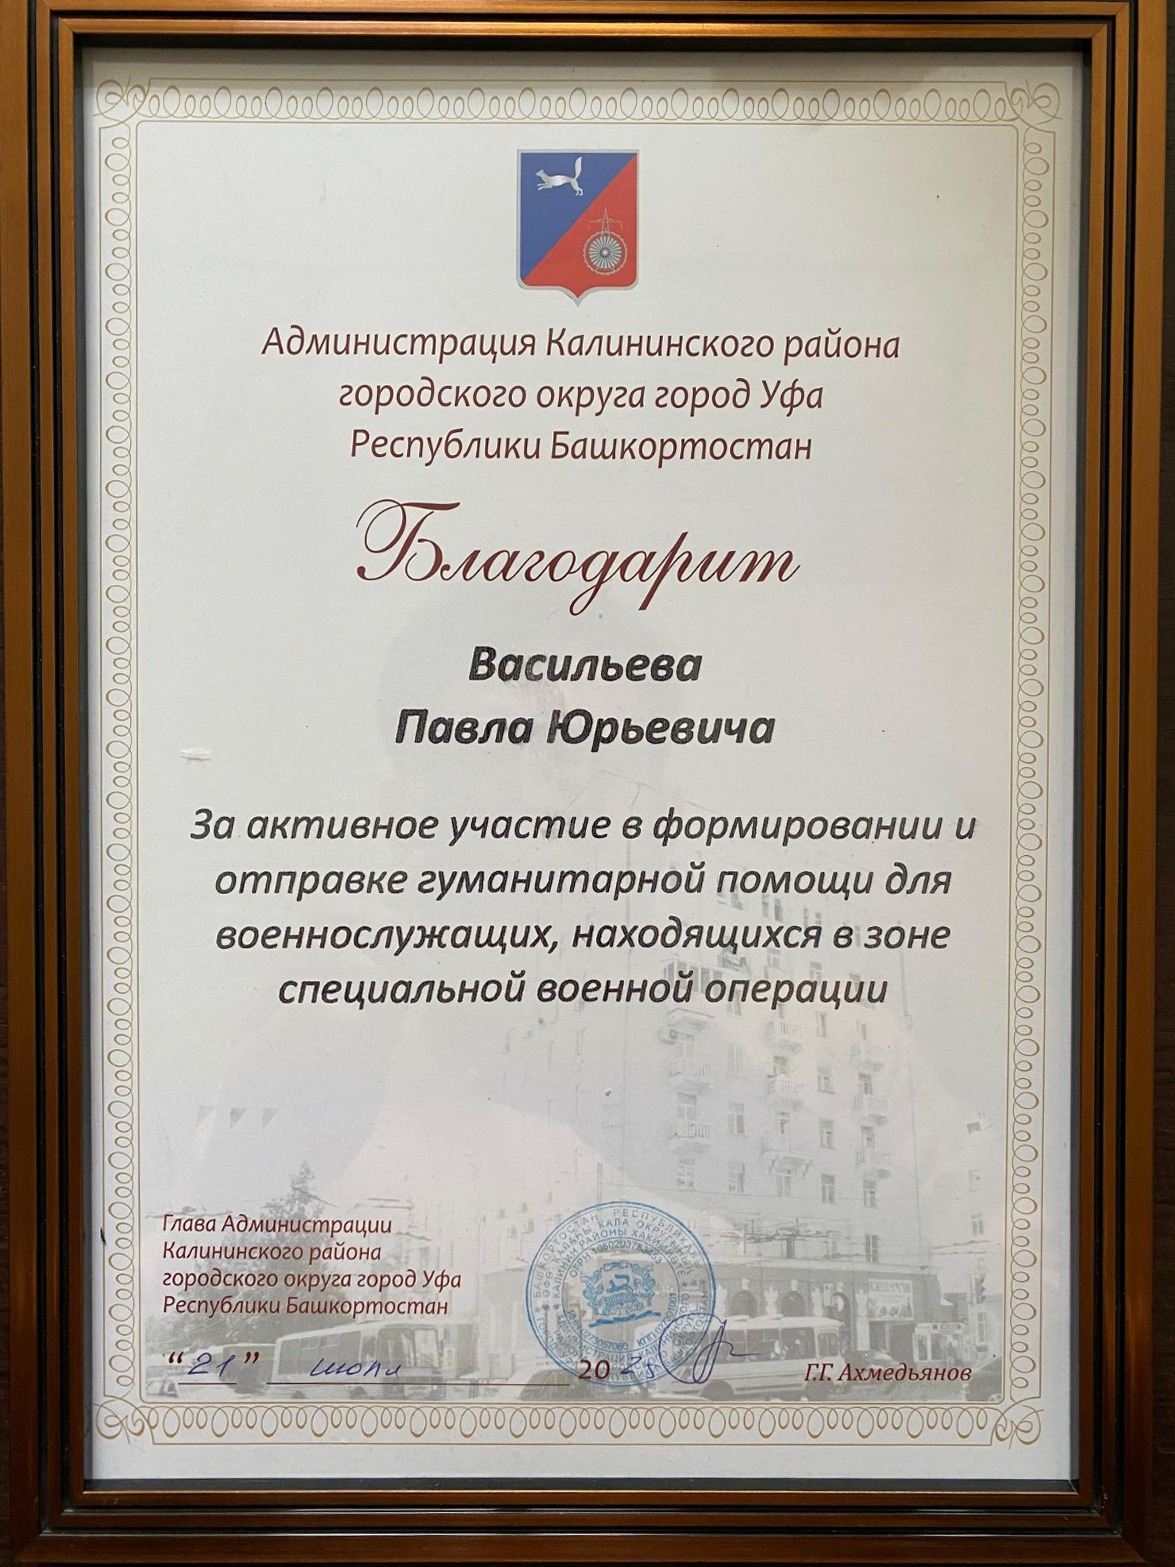 Администрация Калининского района
городского округа город Уфа
Республики Башкортостан
Благодарит
Васильева
Павла Юрьевича
За активное участие в формировании и
отправке гуманитарной помощи для
военнослужащих, находящихся в зоне
специальной военной операции
Глава Администрации
Калининского района
городского округа город Уфа
Республики Башкортостан
“21” июля 20
Г.Г. Ахмедьянов